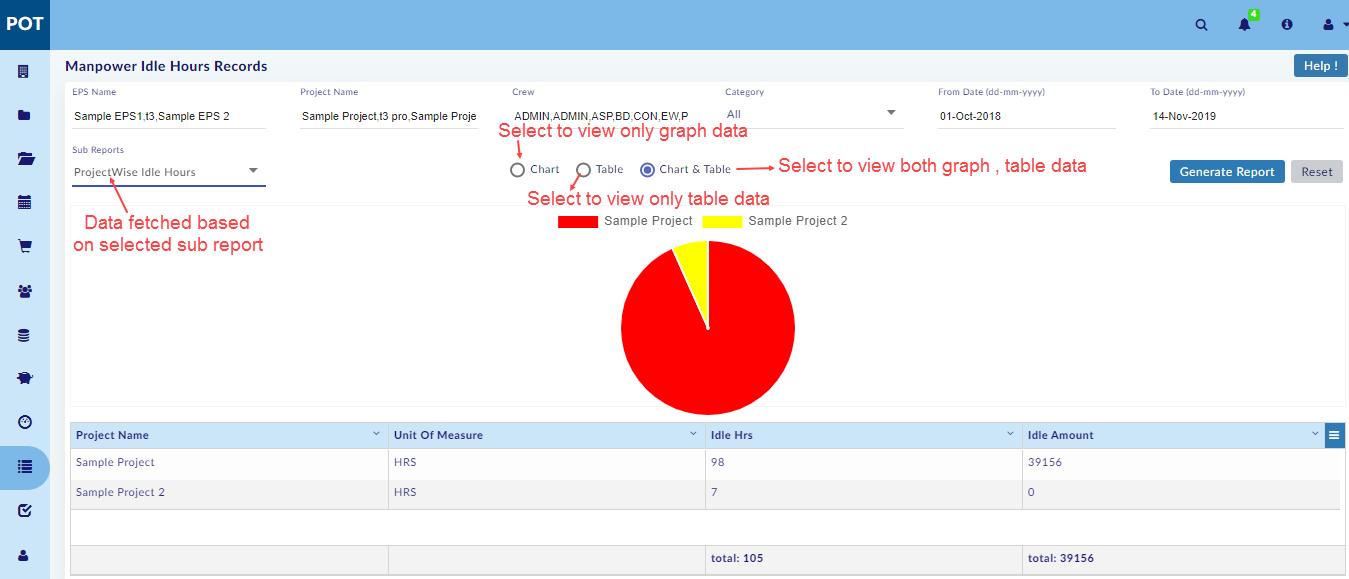 POT
4
Manpower Idle Hours Records
Help !
EPS Name
Project Name
Crew
Category
From Date (dd-mm-yyyy)
To Date (dd-mm-yyyy)
Sample EPS1,t3,Sample EPS 2
Sample Project,t3 pro,Sample Proje
ADMIN,ADMIN,ASP,BD,CON,EW,P
All
01-Oct-2018
14-Nov-2019
Select to view only graph data
Sub Reports
ProjectWise Idle Hours
Chart
Table
Chart & Table
Select to view both graph , table data
Generate Report
Reset
Select to view only table data
Data fetched based
on selected sub report
Sample Project
Sample Project 2
Project Name
Unit Of Measure
Idle Hrs
Idle Amount
Sample Project
HRS
98
39156
Sample Project 2
HRS
7
0
total: 105
total: 39156